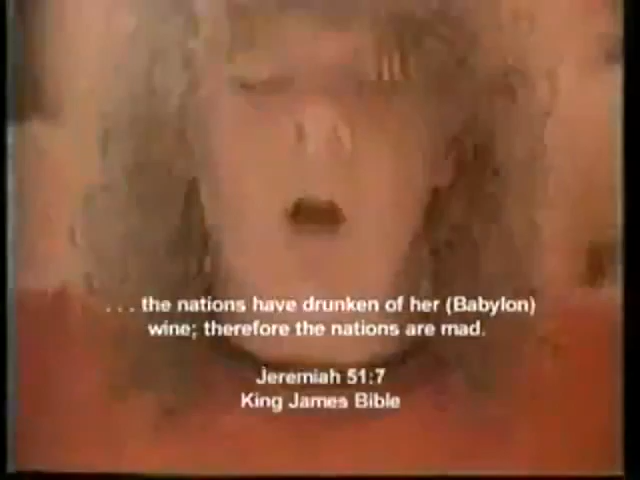 . . . the nations have drunken of her (Babylon)
wine; therefore the nations are mad.
Jeremiah 51:7
King James Bible